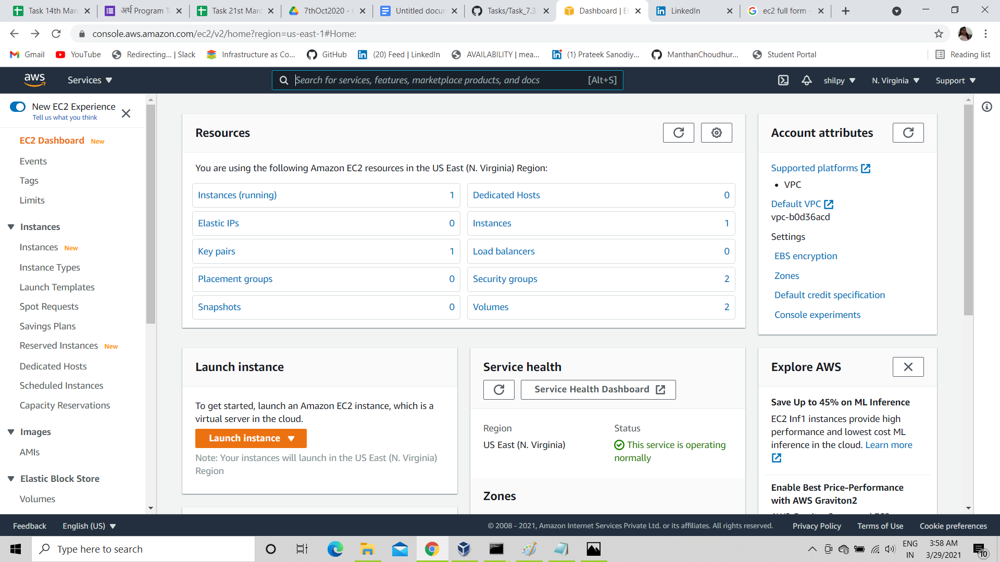 Task 14th Marc
अर्थ Program T
Task 21st Marc
7thOct2020 -
Untitled docun
Tasks/Task_7.3
Dashboard | E
LinkedIn
ec2 full form -
console.aws.amazon.com/ec2/v2/home?region=us-east-1#Home:
Gmail
YouTube
Redirecting... | Slack
Infrastructure as Co...
GitHub
(20) Feed | LinkedIn
AVAILABILITY | mea...
(1) Prateek Sanodiy...
ManthanChoudhur...
Student Portal
Reading list
aws
Services
Search for services, features, marketplace products, and docs
[Alt+S]
shilpy
N. Virginia
Support
New EC2 Experience
Tell us what you think
EC2 Dashboard New
Events
Tags
Limits
Instances
Instances New
Instance Types
Launch Templates
Spot Requests
Savings Plans
Reserved Instances New
Dedicated Hosts
Scheduled Instances
Capacity Reservations
Images
AMIs
Elastic Block Store
Volumes
Resources
You are using the following Amazon EC2 resources in the US East (N. Virginia) Region:
Instances (running) 1
Dedicated Hosts 0
Elastic IPs 0
Instances 1
Key pairs 1
Load balancers 0
Placement groups 0
Security groups 2
Snapshots 0
Volumes 2
Account attributes
Supported platforms
• VPC
Default VPC
vpc-b0d36acd
Settings
EBS encryption
Zones
Default credit specification
Console experiments
Launch instance
To get started, launch an Amazon EC2 instance, which is a
virtual server in the cloud.
Launch instance
Note: Your instances will launch in the US East (N. Virginia)
Region
Service health
Service Health Dashboard
Region
US East (N. Virginia)
Status
This service is operating
normally
Zones
Explore AWS
Save Up to 45% on ML Inference
EC2 Inf1 instances provide high
performance and lowest cost ML
inference in the cloud. Learn more
Enable Best Price-Performance
with AWS Graviton2
Feedback
English (US)
© 2008 - 2021, Amazon Internet Services Private Ltd. or its affiliates. All rights reserved.
Privacy Policy
Terms of Use
Cookie preferences
Type here to search
ENG
IN
3:58 AM
3/29/2021
10